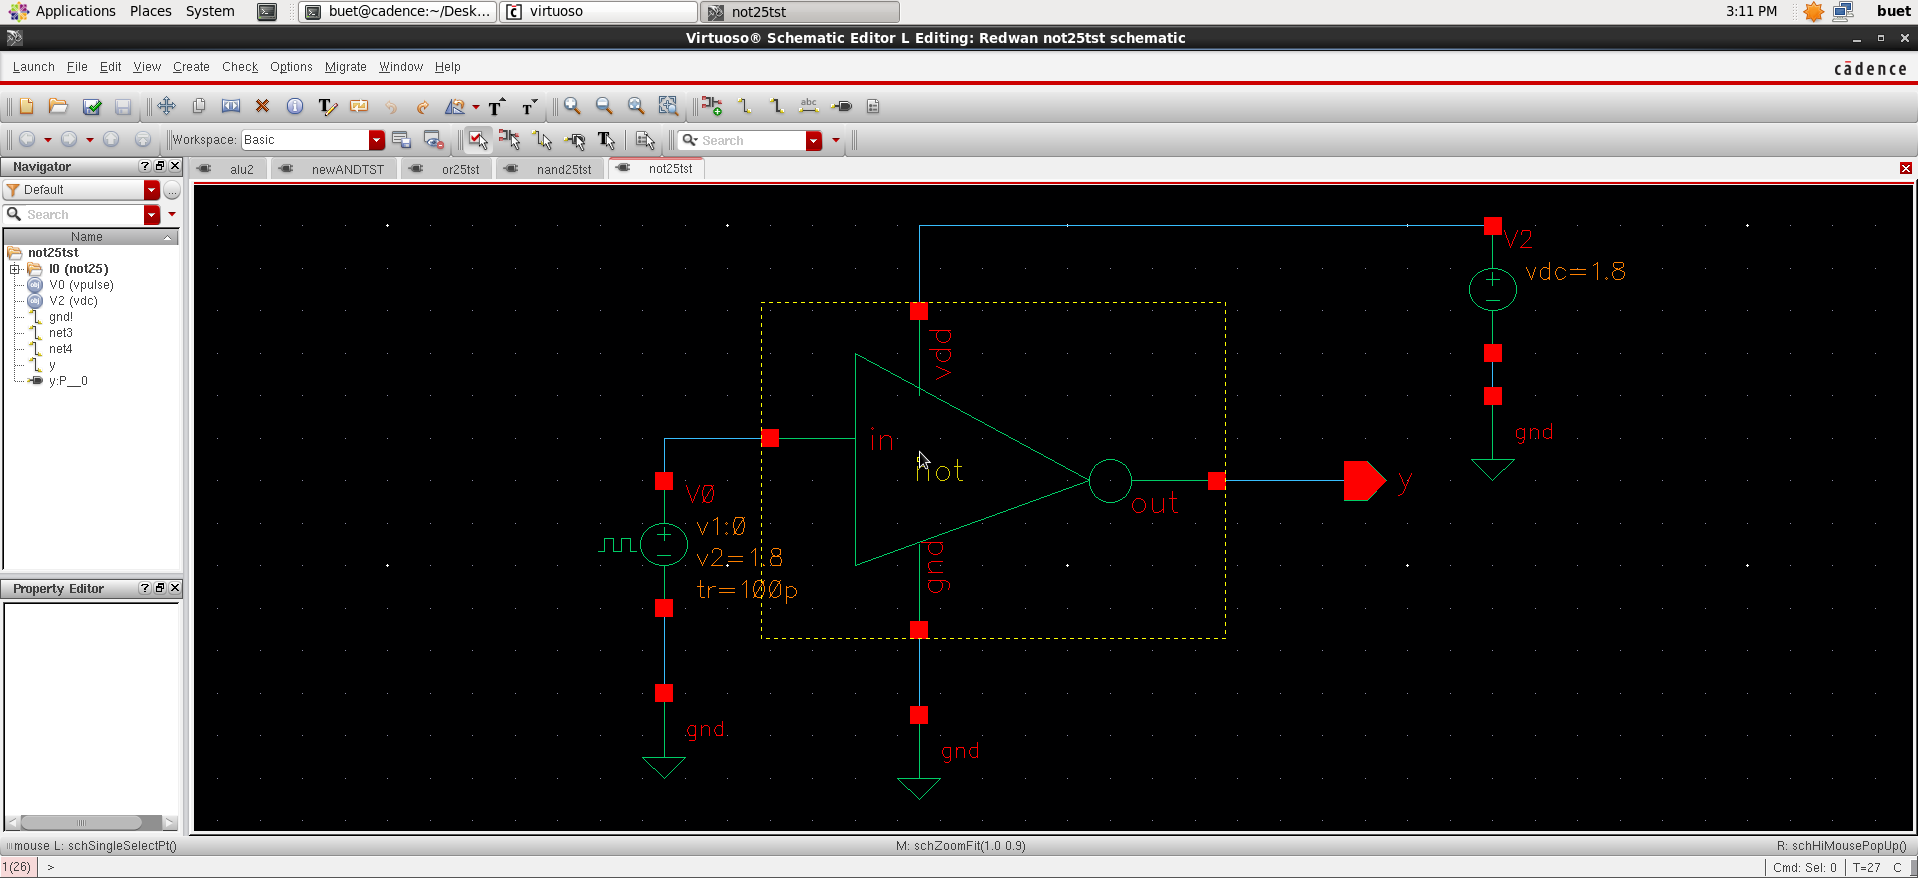 Applications Places System buet@cadence:~/Desk... virtuoso not25tst 3:11 PM buet
Virtuoso® Schematic Editor L Editing: Redwan not25tst schematic
Launch File Edit View Create Check Options Migrate Window Help cādence
abc
Workspace: Basic Search
Navigator ?
alu2 newANDTST or25tst nand25tst not25tst
Default ...
Search
Name
not25tst
I0 (not25)
V0 (vpulse)
V2 (vdc)
gnd!
net3
net4
y
y:P__0
Property Editor ?
V2
vdc=1.8
gnd
vdd
in
not
out
y
gnd
V0
v1:0
v2=1.8
tr=100p
gnd
gnd
mouse L: schSingleSelectPt() M: schZoomFit(1.0 0.9) R: schHiMousePopUp()
1(26) > Cmd: Sel: 0 T=27 C